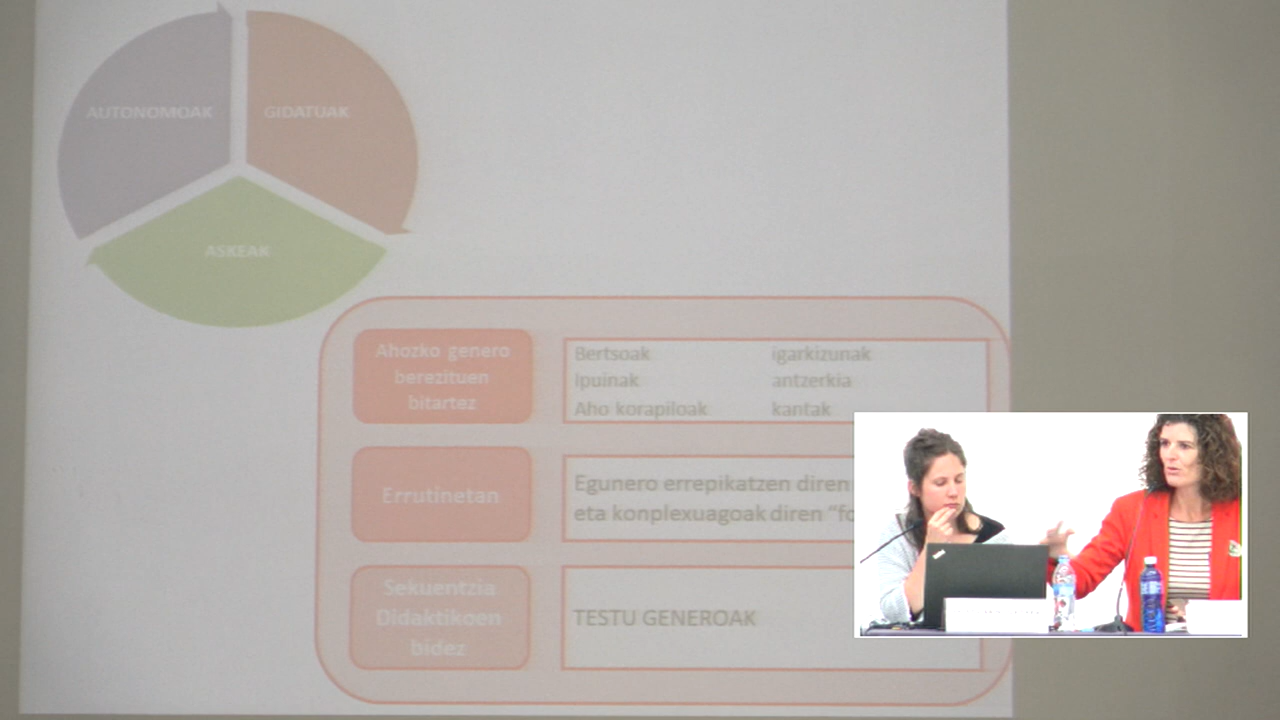 AUTONOMOAK
GIDATUAK
ASKEAK
Ahozko genero
berezituen
bitartez
Bertsoak igarkizunak
Ipuinak antzerkia
Aho korapiloak kantak
Errutinetan
Egunero errepikatzen diren
eta konplexuagoak diren “fo
Sekuentzia
Didaktikoen
bidez
TESTU GENEROAK